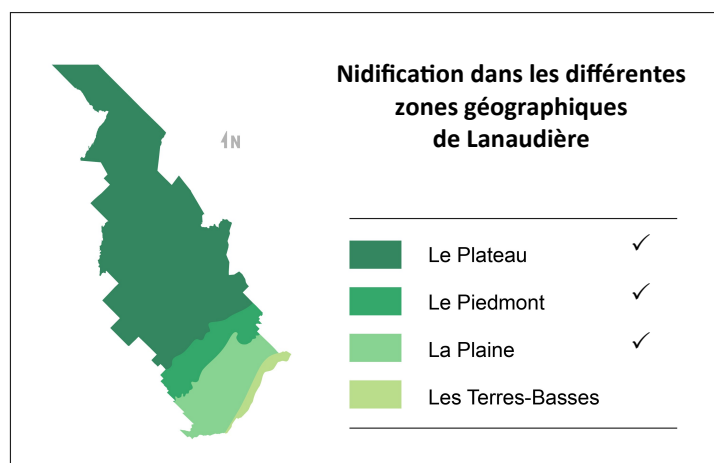 Nidification dans les différentes
zones géographiques
de Lanaudière
N
Le Plateau ✓
Le Piedmont ✓
La Plaine ✓
Les Terres-Basses